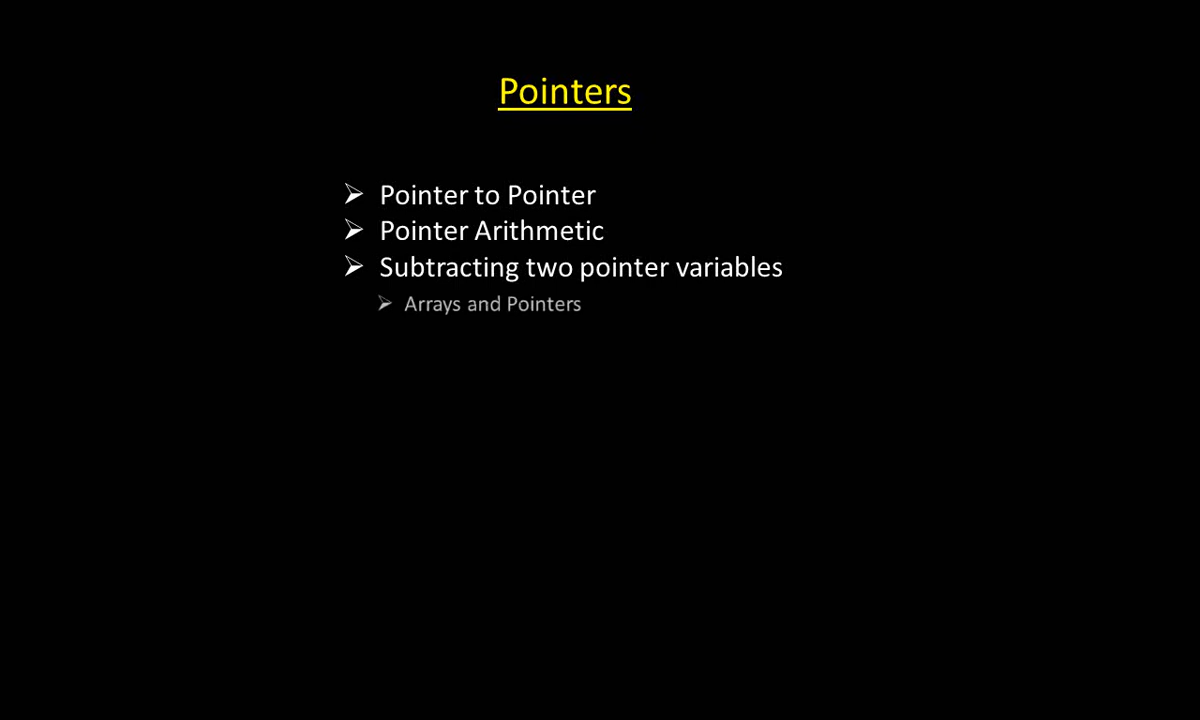 Pointers
➢ Pointer to Pointer
➢ Pointer Arithmetic
➢ Subtracting two pointer variables
➢ Arrays and Pointers